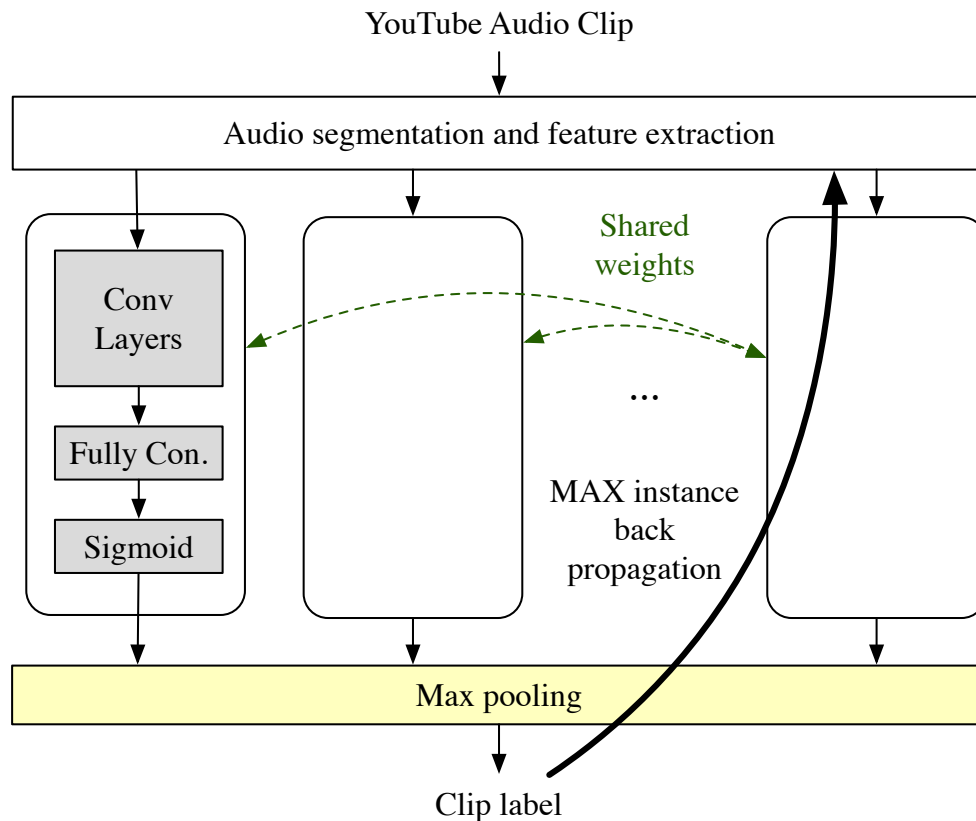 YouTube Audio Clip
Audio segmentation and feature extraction
Shared
weights
Conv
Layers
...
Fully Con.
MAX instance
back
propagation
Sigmoid
Max pooling
Clip label